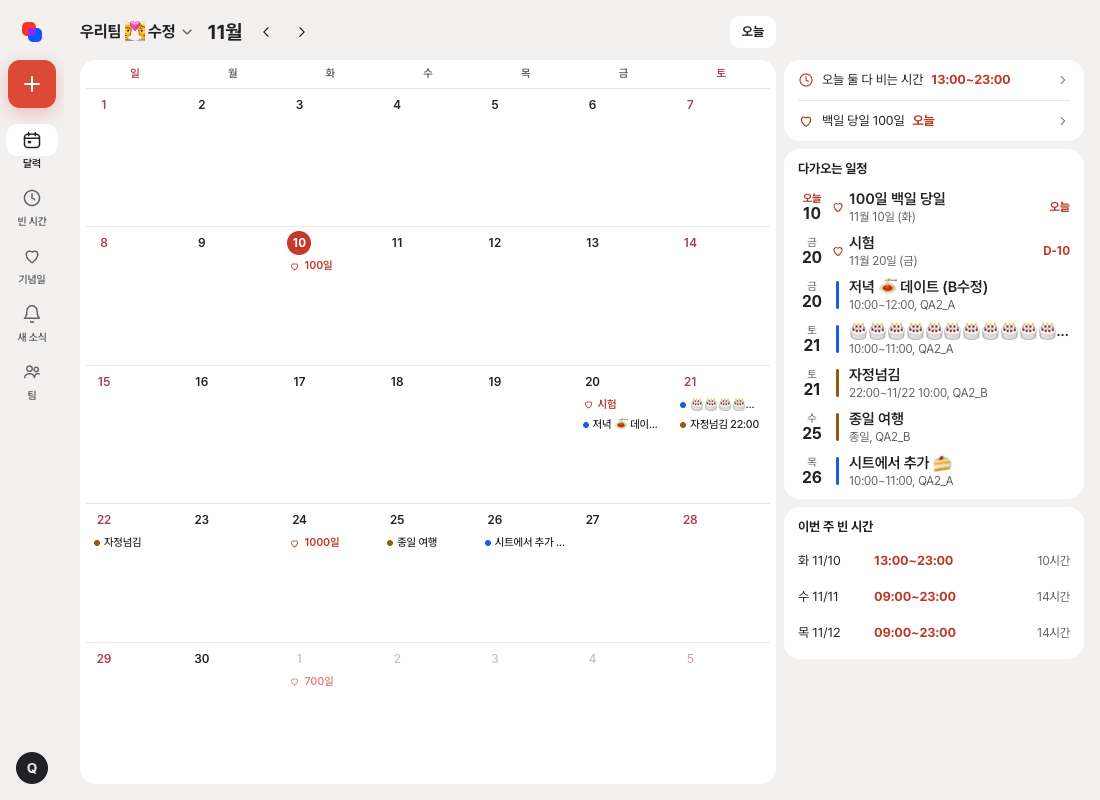 우리팀 👩‍❤️‍👨 수정 11월
오늘
달력
빈 시간
기념일
새 소식
팀
Q
일 월 화 수 목 금 토
1 2 3 4 5 6 7
8 9 10 11 12 13 14
100일
15 16 17 18 19 20 21
시험
🎂🎂🎂🎂...
저녁 🍝 데이...
자정넘김 22:00
22 23 24 25 26 27 28
자정넘김
1000일
종일 여행
시트에서 추가 ...
29 30 1 2 3 4 5
700일
오늘 둘 다 비는 시간 13:00~23:00
백일 당일 100일 오늘
다가오는 일정
오늘 10 100일 백일 당일 오늘
11월 10일 (화)
금 20 시험 D-10
11월 20일 (금)
금 20 저녁 🍝 데이트 (B수정)
10:00~12:00, QA2_A
토 21 🎂🎂🎂🎂🎂🎂🎂🎂🎂🎂🎂...
10:00~11:00, QA2_A
토 21 자정넘김
22:00~11/22 10:00, QA2_B
수 25 종일 여행
종일, QA2_B
목 26 시트에서 추가 🍰
10:00~11:00, QA2_A
이번 주 빈 시간
화 11/10 13:00~23:00 10시간
수 11/11 09:00~23:00 14시간
목 11/12 09:00~23:00 14시간